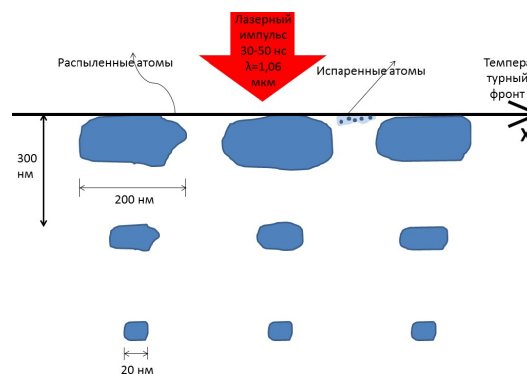 Лазерный
импульс
30-50 нс
λ=1,06
мкм
Распыленные атомы
Испаренные атомы
Темпера
турный
фронт
X
300
нм
200 нм
20 нм